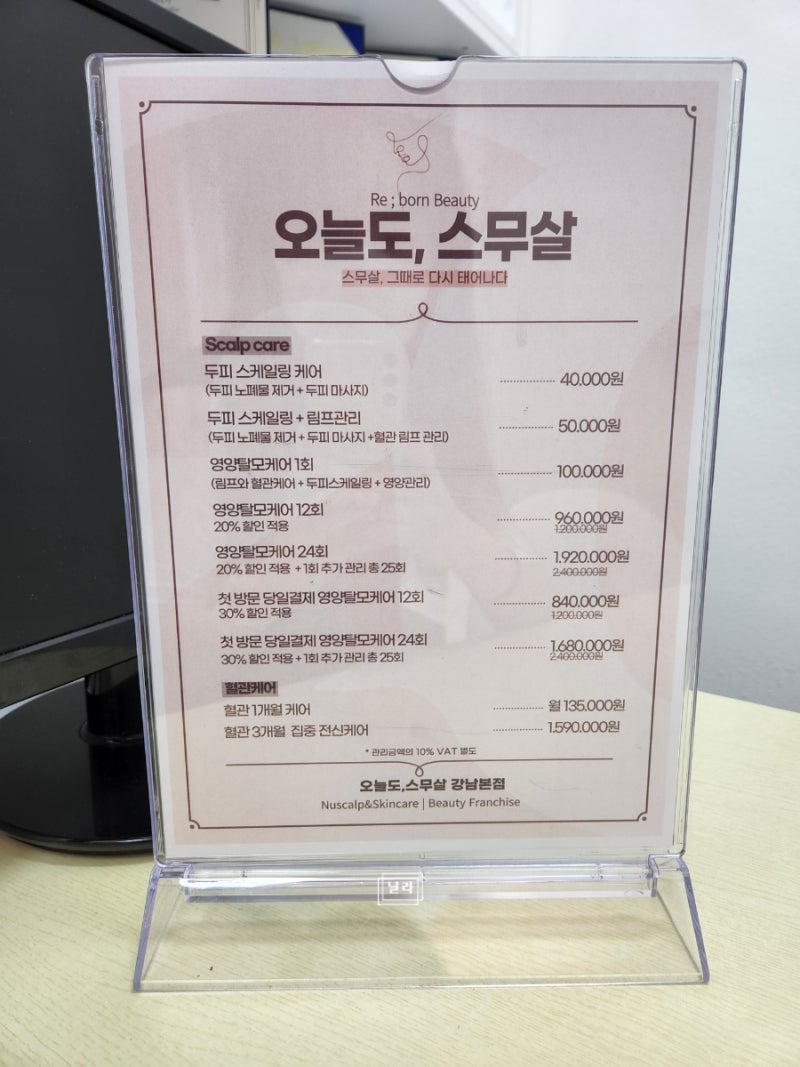 Re ; born Beauty
오늘도, 스무살
스무살, 그때로 다시 태어나다
Scalp care
두피 스케일링 케어 40.000원
(두피 노폐물 제거 + 두피 마사지)
두피 스케일링 + 림프관리 50.000원
(두피 노폐물 제거 + 두피 마사지 +혈관 림프 관리)
영양탈모케어 1회 100.000원
(림프와 혈관케어 + 두피스케일링 + 영양관리)
영양탈모케어 12회 960.000원
20% 할인 적용 1.200.000원
영양탈모케어 24회 1.920.000원
20% 할인 적용 + 1회 추가 관리 총 25회 2.400.000원
첫 방문 당일결제 영양탈모케어 12회 840.000원
30% 할인 적용 1.200.000원
첫 방문 당일결제 영양탈모케어 24회 1.680.000원
30% 할인 적용 + 1회 추가 관리 총 25회 2.400.000원
혈관케어
혈관 1개월 케어 월 135.000원
혈관 3개월 집중 전신케어 1.590.000원
* 관리금액의 10% VAT 별도
오늘도,스무살 강남본점
Nuscalp&Skincare | Beauty Franchise
날라